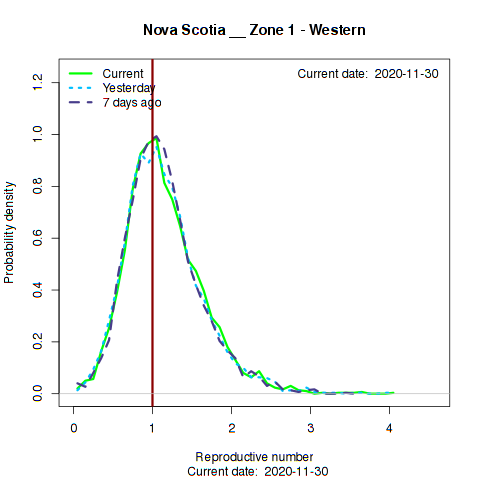 Nova Scotia __ Zone 1 - Western
Current
Yesterday
7 days ago
Current date: 2020-11-30
Probability density
1.2
1.0
0.8
0.6
0.4
0.2
0.0
0 1 2 3 4
Reproductive number
Current date: 2020-11-30